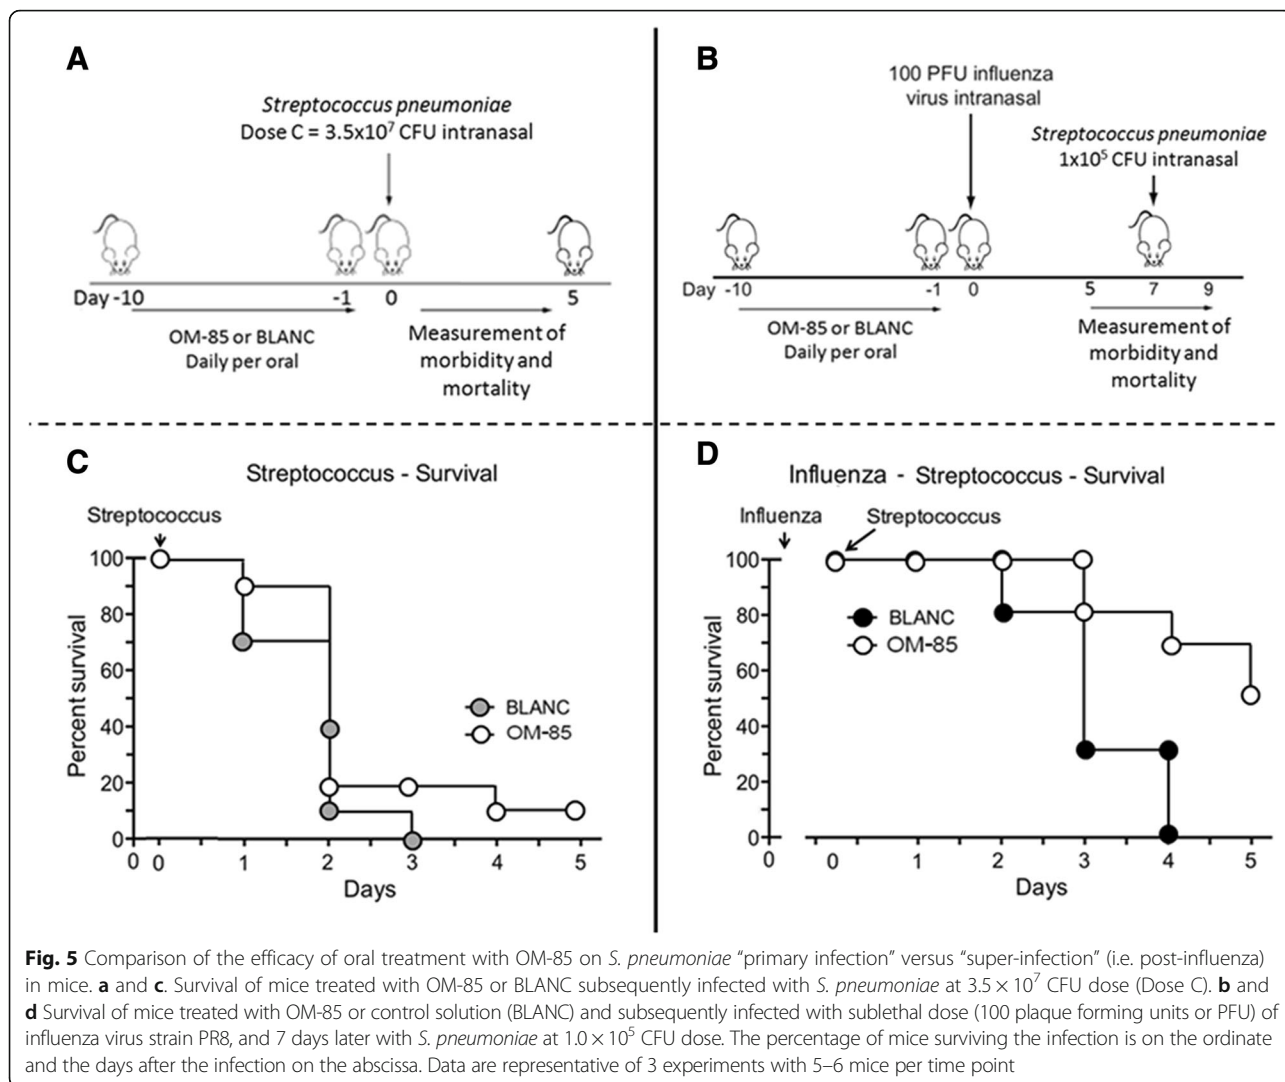 A
Streptococcus pneumoniae
Dose C = 3.5x10⁷ CFU intranasal
Day -10
-1
0
5
OM-85 or BLANC
Daily per oral
Measurement of
morbidity and
mortality
B
100 PFU influenza
virus intranasal
Streptococcus pneumoniae
1x10⁵ CFU intranasal
Day -10
-1
0
5
7
9
OM-85 or BLANC
Daily per oral
Measurement of
morbidity and
mortality
C
Streptococcus - Survival
Streptococcus
Percent survival
100
80
60
40
20
0
BLANC
OM-85
0 0 1 2 3 4 5
Days
D
Influenza - Streptococcus - Survival
Influenza
Streptococcus
Percent survival
100
80
60
40
20
0
BLANC
OM-85
0 0 1 2 3 4 5
Days
Fig. 5 Comparison of the efficacy of oral treatment with OM-85 on S. pneumoniae “primary infection” versus “super-infection” (i.e. post-influenza)
in mice. a and c. Survival of mice treated with OM-85 or BLANC subsequently infected with S. pneumoniae at 3.5 × 10⁷ CFU dose (Dose C). b and
d Survival of mice treated with OM-85 or control solution (BLANC) and subsequently infected with sublethal dose (100 plaque forming units or PFU) of
influenza virus strain PR8, and 7 days later with S. pneumoniae at 1.0 × 10⁵ CFU dose. The percentage of mice surviving the infection is on the ordinate
and the days after the infection on the abscissa. Data are representative of 3 experiments with 5–6 mice per time point